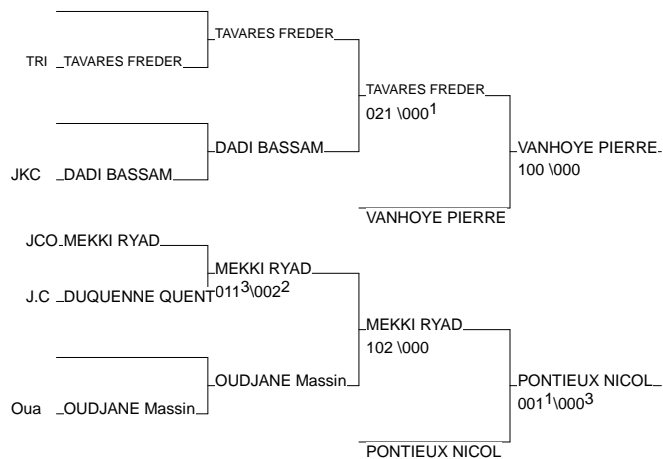 TAVARES FREDER
TRI TAVARES FREDER
TAVARES FREDER
021 \000¹
DADI BASSAM
VANHOYE PIERRE
100 \000
JKC DADI BASSAM
VANHOYE PIERRE
JCO MEKKI RYAD
MEKKI RYAD
011³\002²
J.C DUQUENNE QUENT
MEKKI RYAD
102 \000
OUDJANE Massin
PONTIEUX NICOL
001¹\000³
Oua OUDJANE Massin
PONTIEUX NICOL